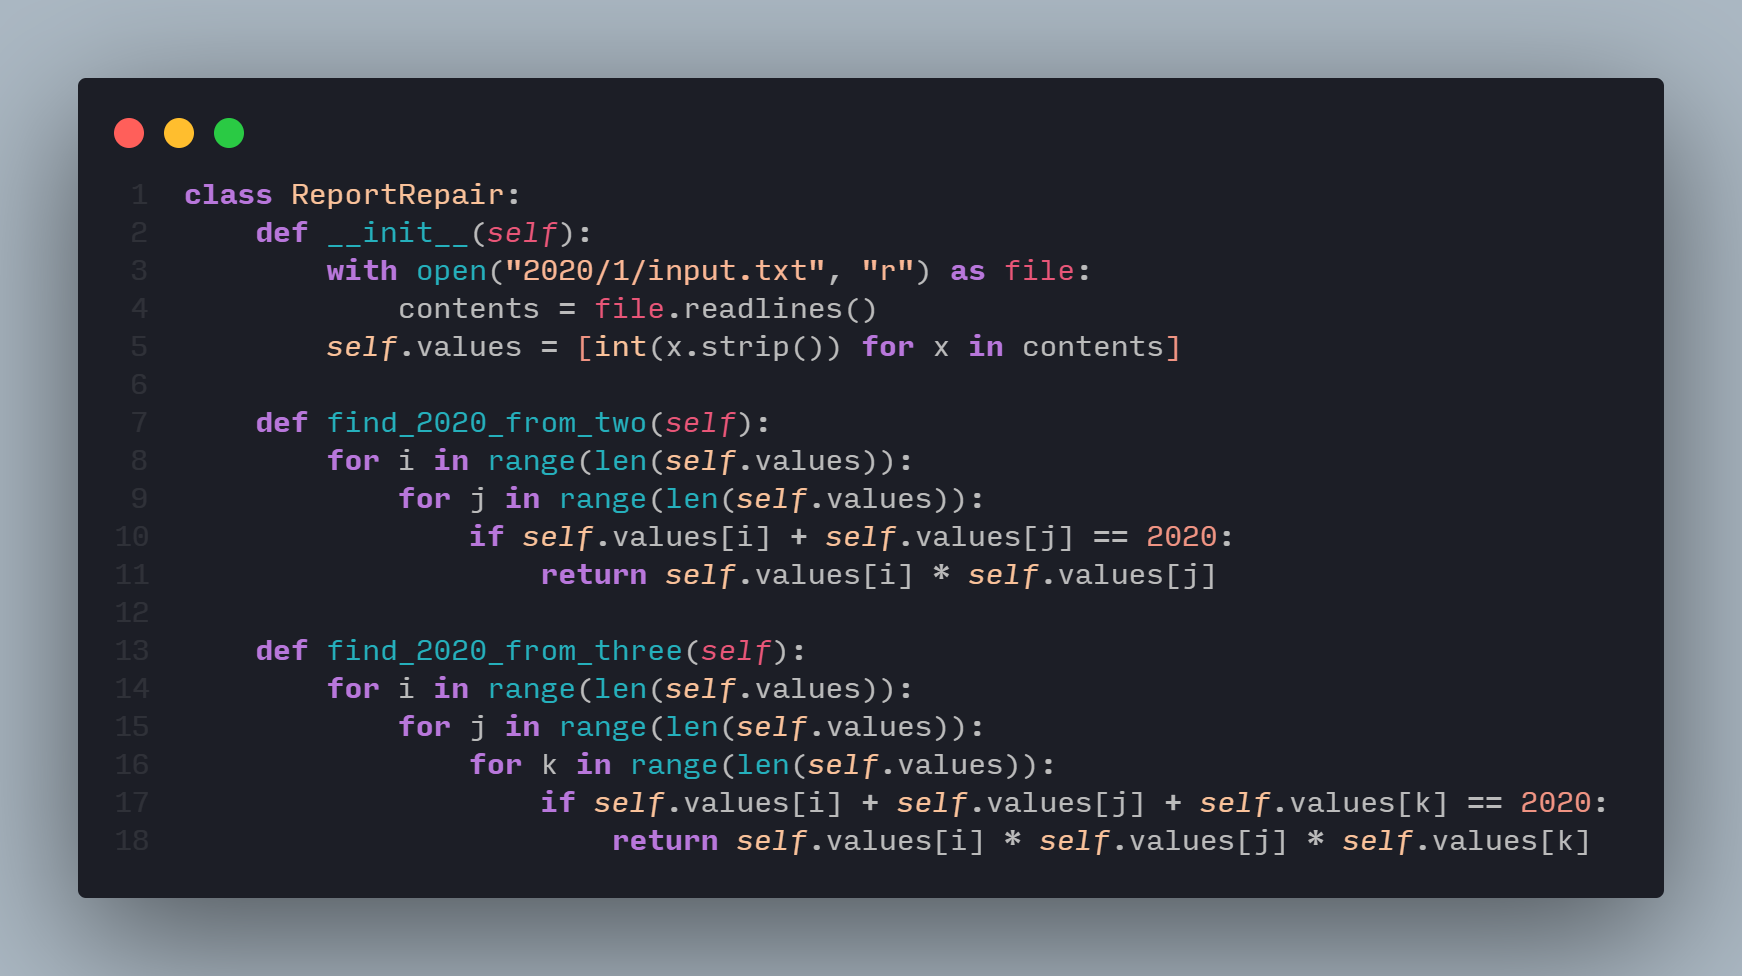 1 class ReportRepair:
2     def __init__(self):
3         with open("2020/1/input.txt", "r") as file:
4             contents = file.readlines()
5         self.values = [int(x.strip()) for x in contents]
6
7     def find_2020_from_two(self):
8         for i in range(len(self.values)):
9             for j in range(len(self.values)):
10                 if self.values[i] + self.values[j] == 2020:
11                     return self.values[i] * self.values[j]
12
13     def find_2020_from_three(self):
14         for i in range(len(self.values)):
15             for j in range(len(self.values)):
16                 for k in range(len(self.values)):
17                     if self.values[i] + self.values[j] + self.values[k] == 2020:
18                         return self.values[i] * self.values[j] * self.values[k]